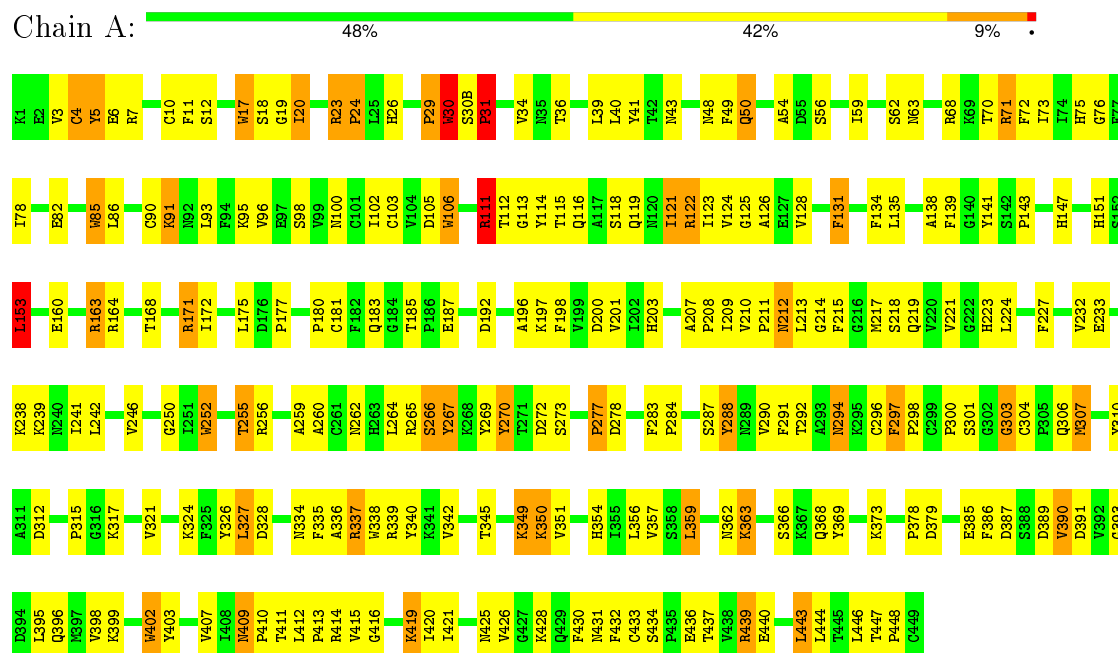 Chain A:
48% 42% 9% •
K1 E2 V3 C4 Y5 E6 R7 C10 F11 S12 W17 S18 G19 I20 R23 P24 L25 H26 P29 W30 S30B P31 V34 N35 T36 L39 L40 Y41 T42 N43 N48 F49 Q50 A54 D55 S56 I59 S62 N63 R68 K69 T70 R71 F72 I73 I74 H75 G76 F77
I78 E82 W85 L86 C90 K91 N92 L93 F94 K95 V96 E97 S98 V99 N100 C101 I102 C103 V104 D105 W106 R111 T112 G113 Y114 T115 Q116 A117 S118 Q119 N120 I121 R122 I123 V124 G125 A126 E127 V128 F131 F134 L135 A138 F139 G140 Y141 S142 P143 H147 H151 S152
L153 E160 R163 R164 T168 R171 I172 L175 D176 P177 P180 C181 F182 Q183 G184 T185 P186 E187 D192 A196 K197 F198 V199 D200 V201 I202 H203 A207 P208 I209 V210 P211 N212 L213 G214 F215 G216 M217 S218 Q219 V220 V221 G222 H223 L224 F227 V232 E233
K238 K239 N240 I241 L242 V246 G250 I251 W252 T255 R256 A259 A260 C261 N262 H263 L264 R265 S266 Y267 K268 Y269 Y270 T271 D272 S273 P277 D278 F283 P284 S287 Y288 N289 V290 F291 T292 A293 N294 K295 C296 F297 P298 C299 P300 S301 G302 G303 C304 P305 Q306 M307 Y310
A311 D312 P315 G316 K317 V321 K324 F325 Y326 L327 D328 N334 F335 A336 R337 W338 R339 Y340 K341 V342 T345 K349 K350 V351 H354 I355 L356 V357 S358 L359 N362 K363 S366 K367 Q368 Y369 K373 P378 D379 E385 F386 D387 S388 D389 V390 D391 V392 G393
D394 L395 Q396 M397 V398 K399 W402 Y403 V407 I408 N409 P410 T411 L412 P413 R414 V415 G416 K419 I420 I421 N425 V426 G427 K428 Q429 F430 N431 F432 C433 S434 P435 E436 T437 V438 R439 E440 L443 L444 T445 L446 T447 P448 C449